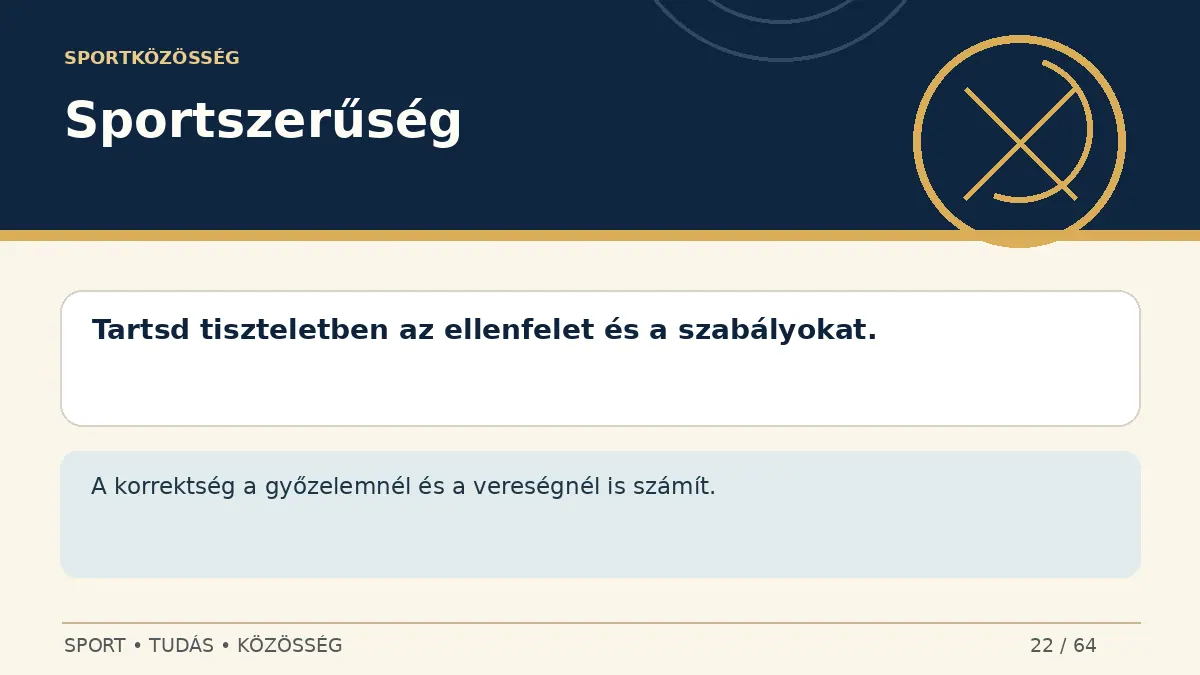 SPORTKÖZÖSSÉG
Sportszerűség
Tartsd tiszteletben az ellenfelet és a szabályokat.
A korrektség a győzelemnél és a vereségnél is számít.
SPORT • TUDÁS • KÖZÖSSÉG
22 / 64